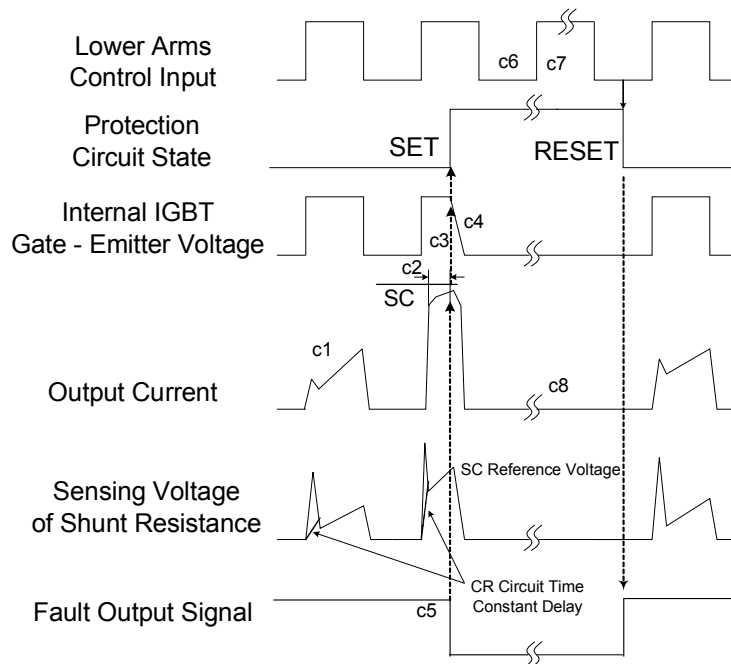 Lower Arms
Control Input
c6
c7
Protection
Circuit State
SET
RESET
Internal IGBT
Gate - Emitter Voltage
c4
c3
c2
SC
c1
Output Current
c8
SC Reference Voltage
Sensing Voltage
of Shunt Resistance
CR Circuit Time
Constant Delay
Fault Output Signal
c5